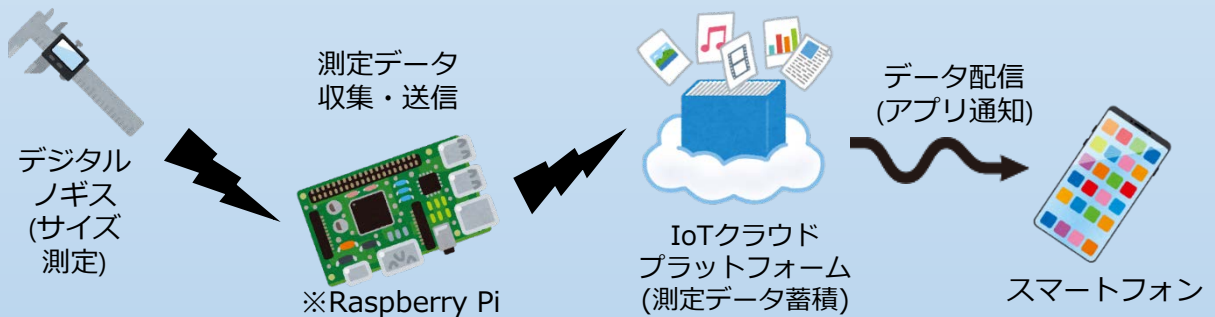 デジタル
ノギス
(サイズ
測定)
測定データ
収集・送信
※Raspberry Pi
IoTクラウド
プラットフォーム
(測定データ蓄積)
データ配信
(アプリ通知)
スマートフォン